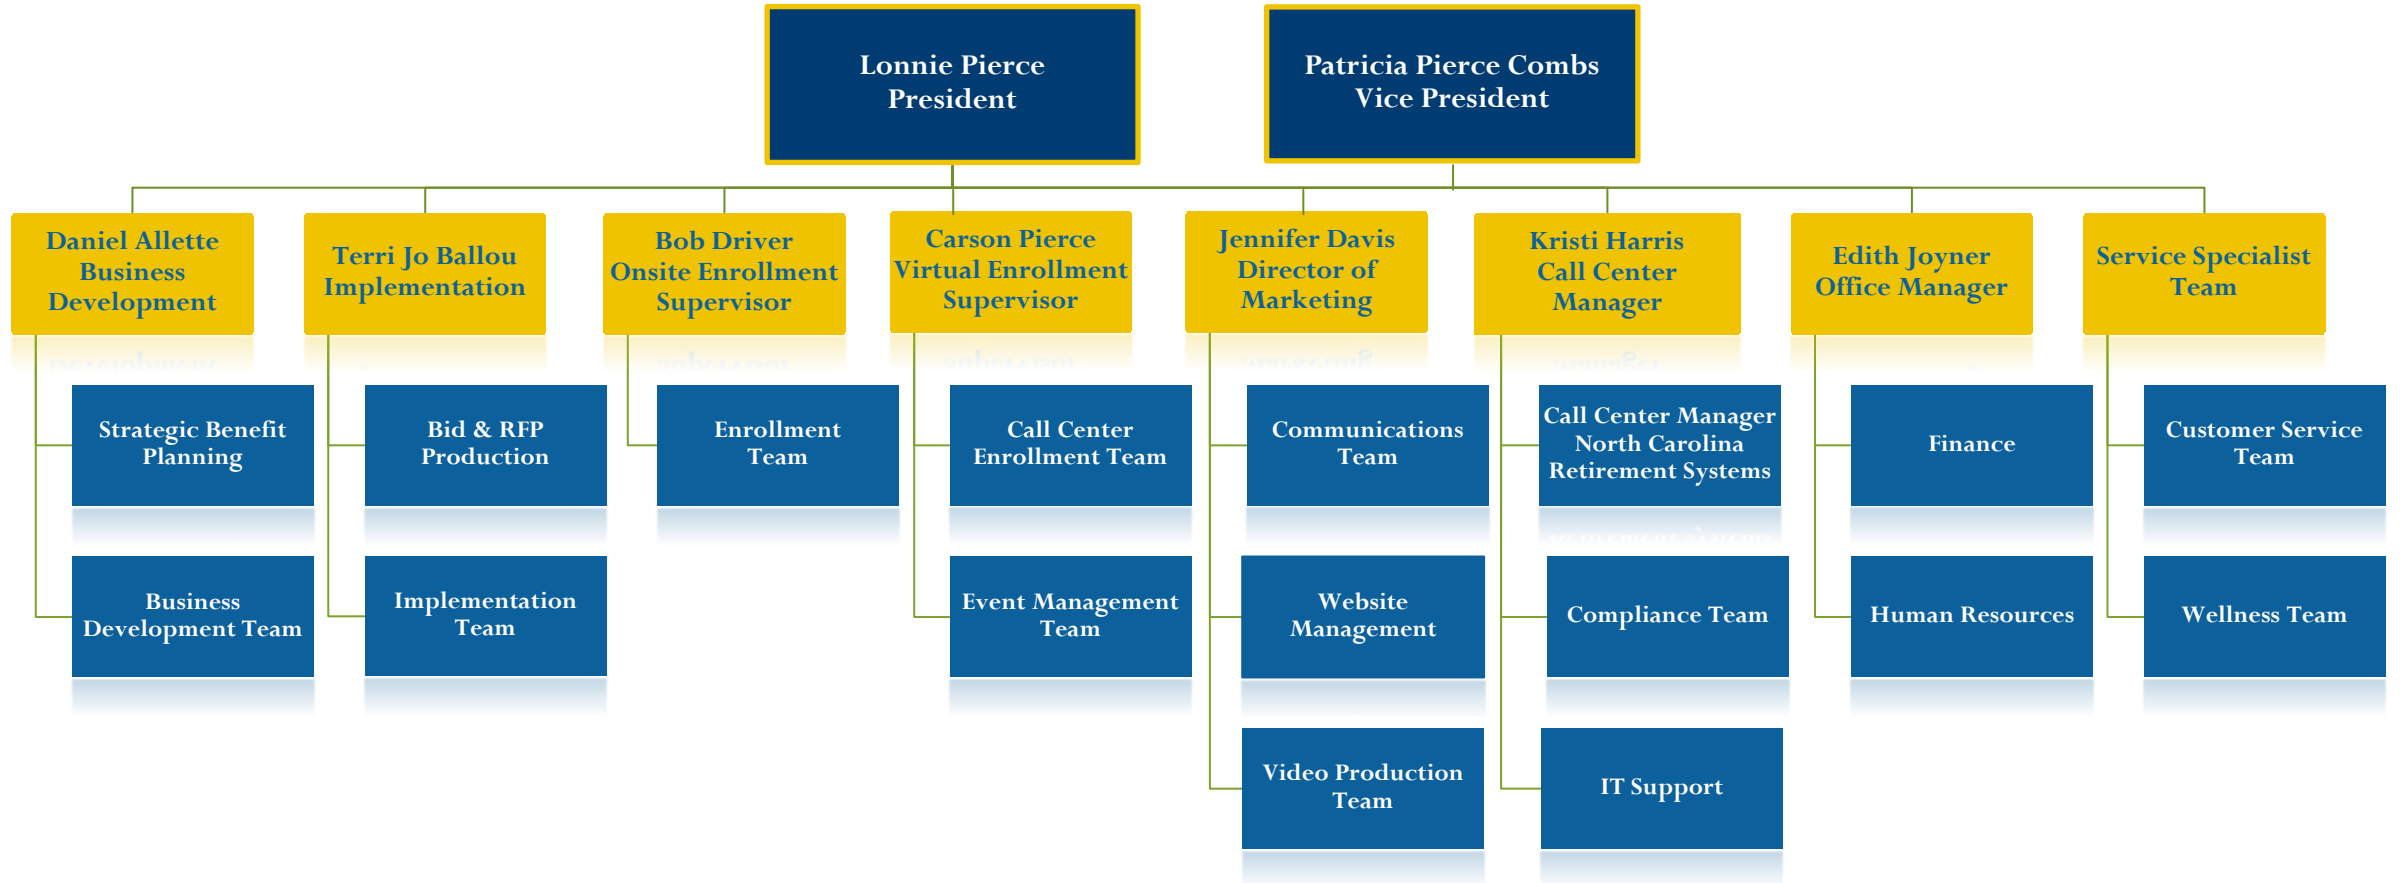 Lonnie Pierce
President
Patricia Pierce Combs
Vice President
Daniel Allette
Business
Development
Terri Jo Ballou
Implementation
Bob Driver
Onsite Enrollment
Supervisor
Carson Pierce
Virtual Enrollment
Supervisor
Jennifer Davis
Director of
Marketing
Kristi Harris
Call Center
Manager
Edith Joyner
Office Manager
Service Specialist
Team
Strategic Benefit
Planning
Bid & RFP
Production
Enrollment
Team
Call Center
Enrollment Team
Communications
Team
Call Center Manager
North Carolina
Retirement Systems
Finance
Customer Service
Team
Business
Development Team
Implementation
Team
Event Management
Team
Website
Management
Compliance Team
Human Resources
Wellness Team
Video Production
Team
IT Support